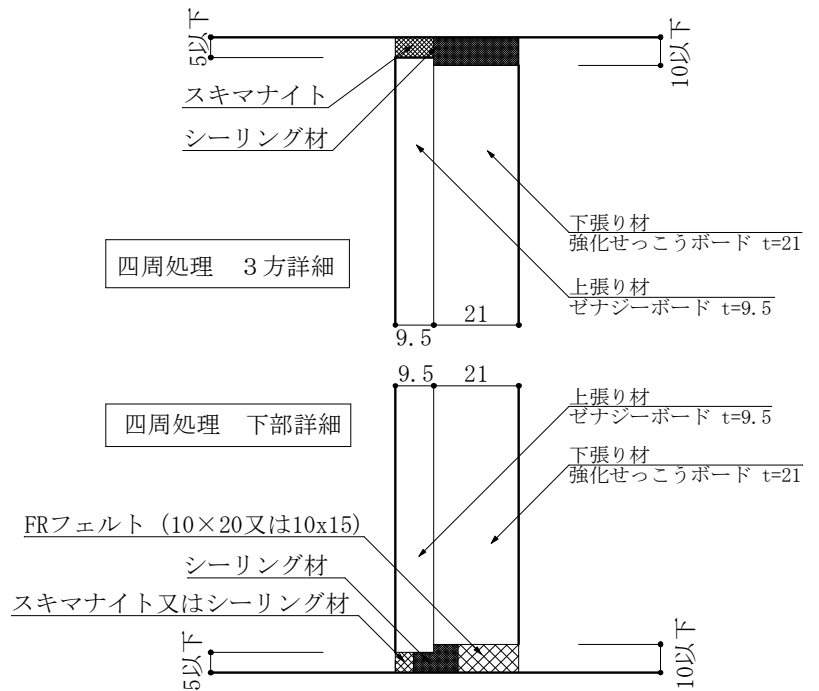 5以下
10以下
スキマナイト
シーリング材
下張り材
強化せっこうボード t=21
四周処理 3方詳細
上張り材
ゼナジーボード t=9.5
21
9.5
9.5 21
上張り材
ゼナジーボード t=9.5
四周処理 下部詳細
下張り材
強化せっこうボード t=21
FRフェルト (10×20又は10x15)
シーリング材
スキマナイト又はシーリング材
5以下
10以下